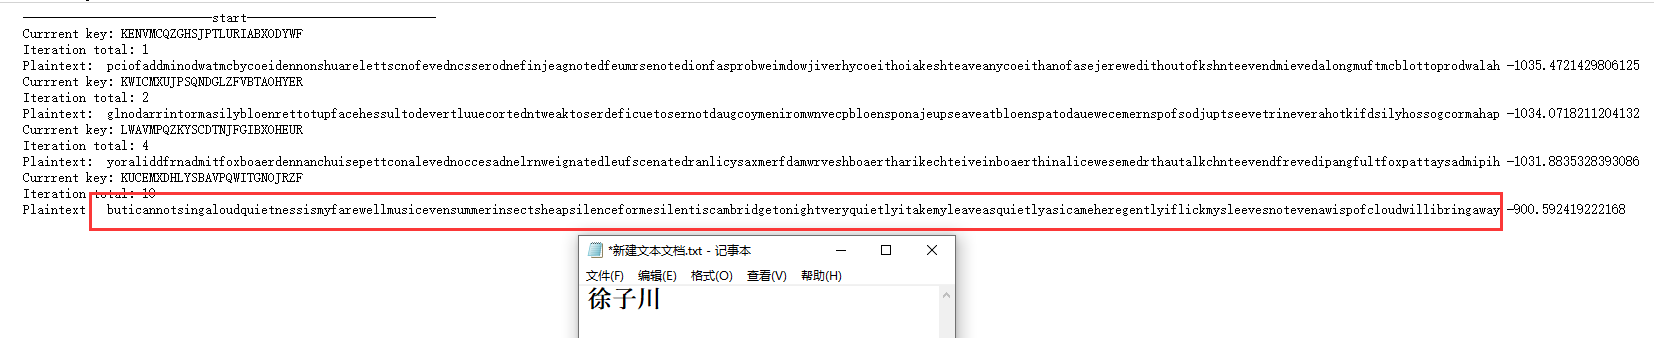 ----------------------------start----------------------------
Currrent key: KENVMCQZGHSJPTLURIABXODYWF
Iteration total: 1
Plaintext: pciofaddminodwatmcbycoeidennonshuarelettscnofevedncsserodnefinjeagnotedfeumrsenotedionfasprobweimdowjiverhycoeithoiakeshteaveanycoeithanofasejerewedithoutofkshnteevendmievedalongmuftmcblottoprodwalah -1035.4721429806125
Currrent key: KWICMXUJPSQNDGLZFVBTAOHYER
Iteration total: 2
Plaintext: glnodarrintormasilybloenrettotupfacehessultodevertluuecortedntweaktoserdeficuetosernotdaugcoymeniromwnvecpbloensponajeupseaveatbloenspatodauewecemernspofsodjuptseevetrineverahotkifdsilyhossogcormahap -1034.0718211204132
Currrent key: LWAVMPQZKYSCDTNJFGIBXOHEUR
Iteration total: 4
Plaintext: yoraliddfrnadmitfoxboaerdennanchuisepettconalevednoccesadnelrnweignatedleufscenatedranlicysaxmerfdamwrveshboaertharikechteiveinboaerthinalicewesemedrthautalkchnteevendfrevedipangfultfoxpattaysadmipih -1031.8835328393086
Currrent key: KUCEMXDHLYSBAVPQWITGNOJRZF
Iteration total: 10
Plaintext buticannotsingaloudquietnessismyfarewellmusicevensummerinsectsheapsilenceformesilentiscambridgetonightveryquietlyitakemyleaveasquietlyasicameheregentlyiflickmysleevesnotevenawispofcloudwillibringaway -900.592419222168
*新建文本文档.txt - 记事本
文件(F) 编辑(E) 格式(O) 查看(V) 帮助(H)
徐子川